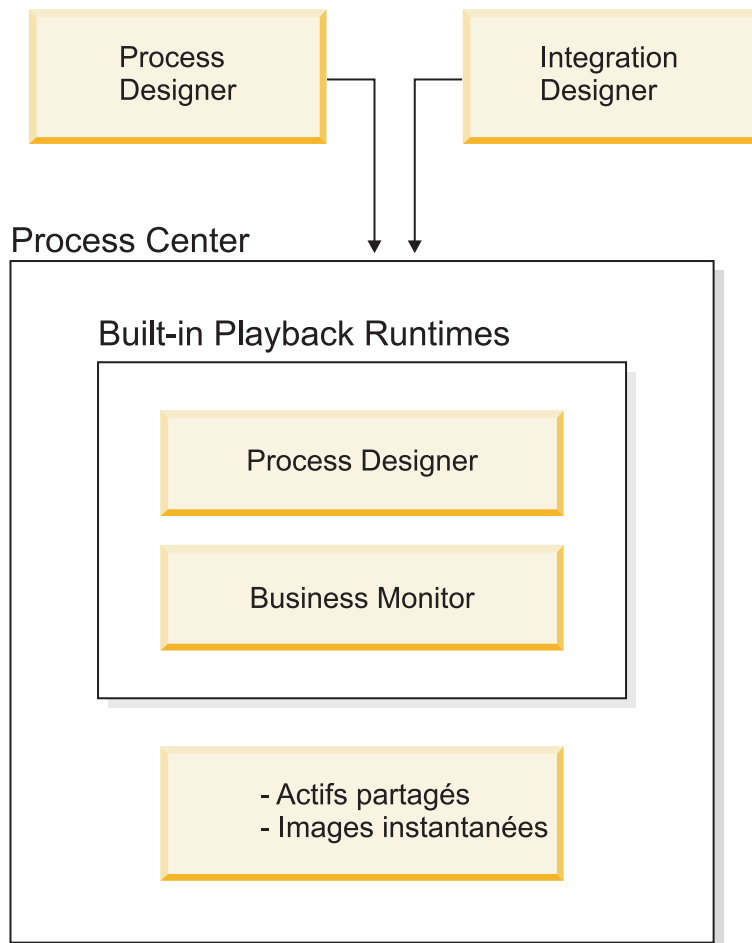 Process
Designer
Integration
Designer
Process Center
Built-in Playback Runtimes
Process Designer
Business Monitor
- Actifs partagés
- Images instantanées